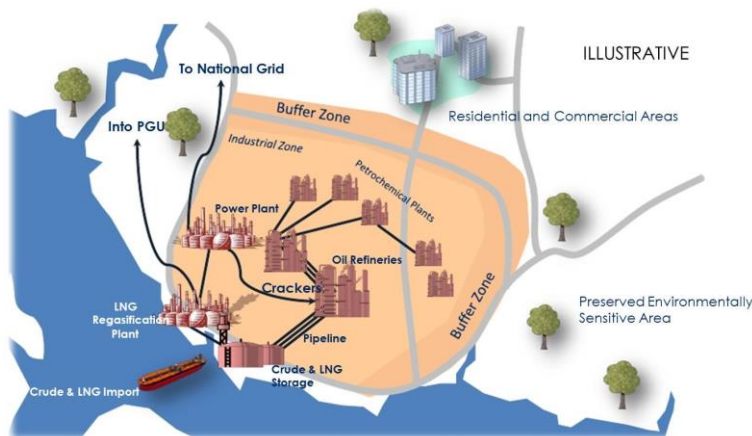 ILLUSTRATIVE
To National Grid
Buffer Zone
Residential and Commercial Areas
Into PGU
Industrial Zone
Petrochemical Plants
Power Plant
Oil Refineries
Crackers
LNG
Regasification
Plant
Buffer Zone
Preserved Environmentally
Sensitive Area
Pipeline
Crude & LNG
Storage
Crude & LNG Import